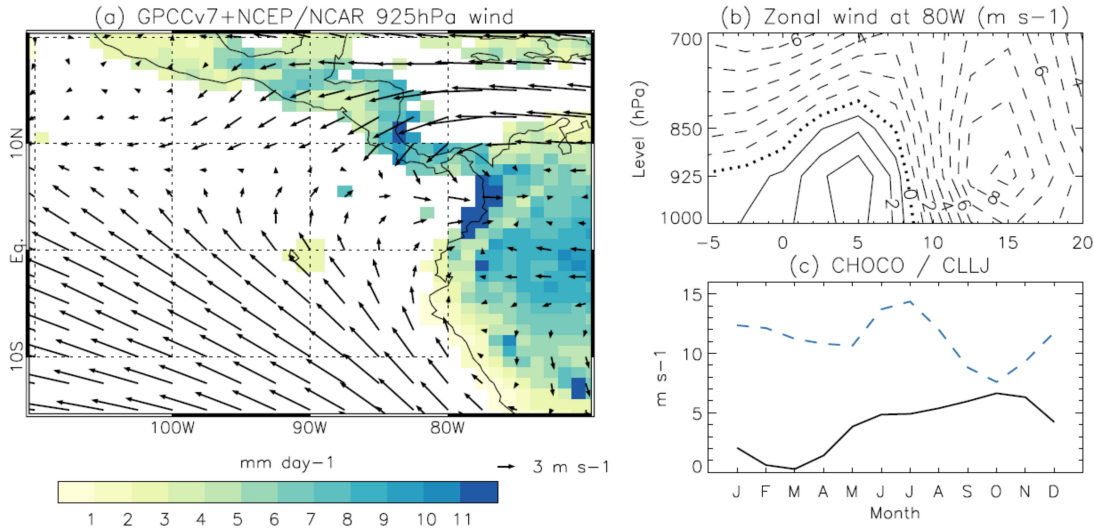 (a) GPCCv7+NCEP/NCAR 925hPa wind
10N
Eq.
10S
100W 90W 80W
mm day-1
3 m s-1
1 2 3 4 5 6 7 8 9 10 11
(b) Zonal wind at 80W (m s-1)
Level (hPa)
700
850
925
1000
6 4 6 4 8 2 0 2 4 6
-5 0 5 10 15 20
(c) CHOCO / CLLJ
m s-1
15
10
5
0
J F M A M J J A S O N D
Month